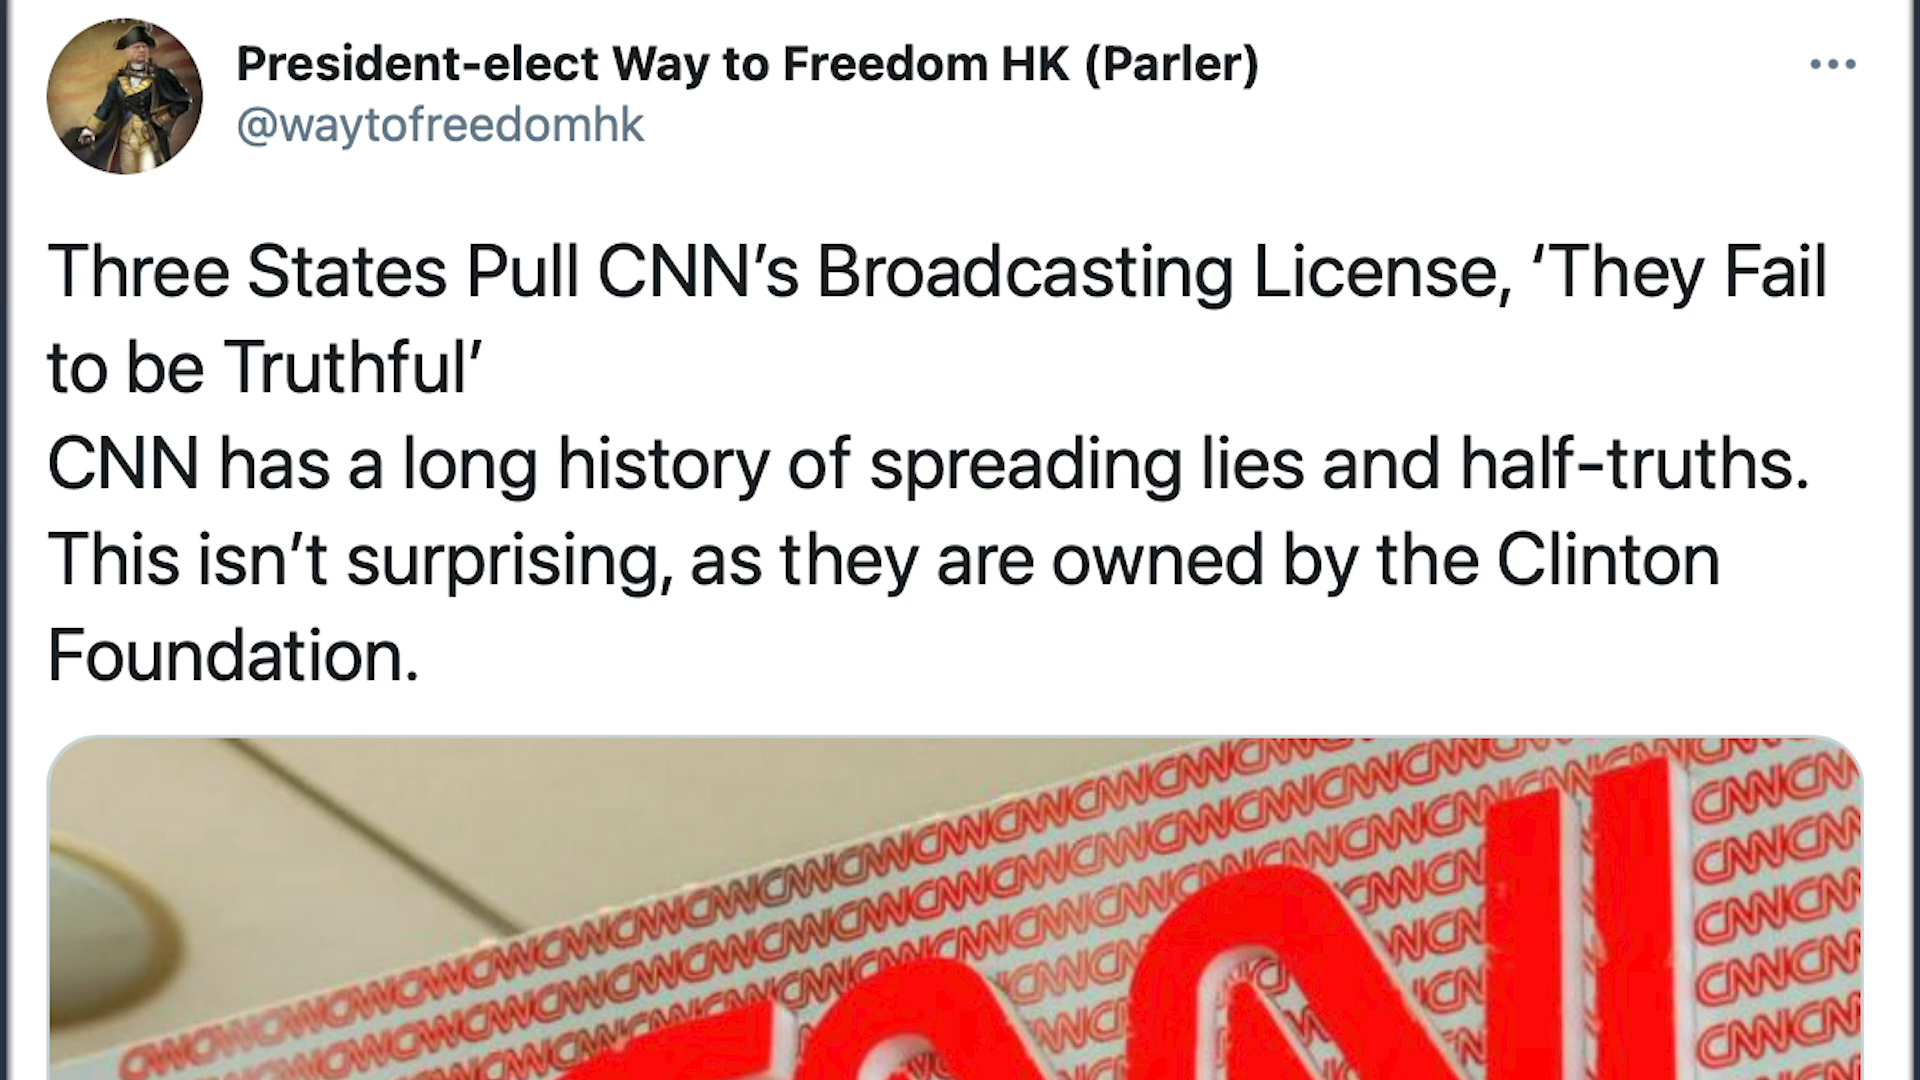 President-elect Way to Freedom HK (Parler)
@waytofreedomhk
Three States Pull CNN’s Broadcasting License, ‘They Fail
to be Truthful’
CNN has a long history of spreading lies and half-truths.
This isn’t surprising, as they are owned by the Clinton
Foundation.
CNN